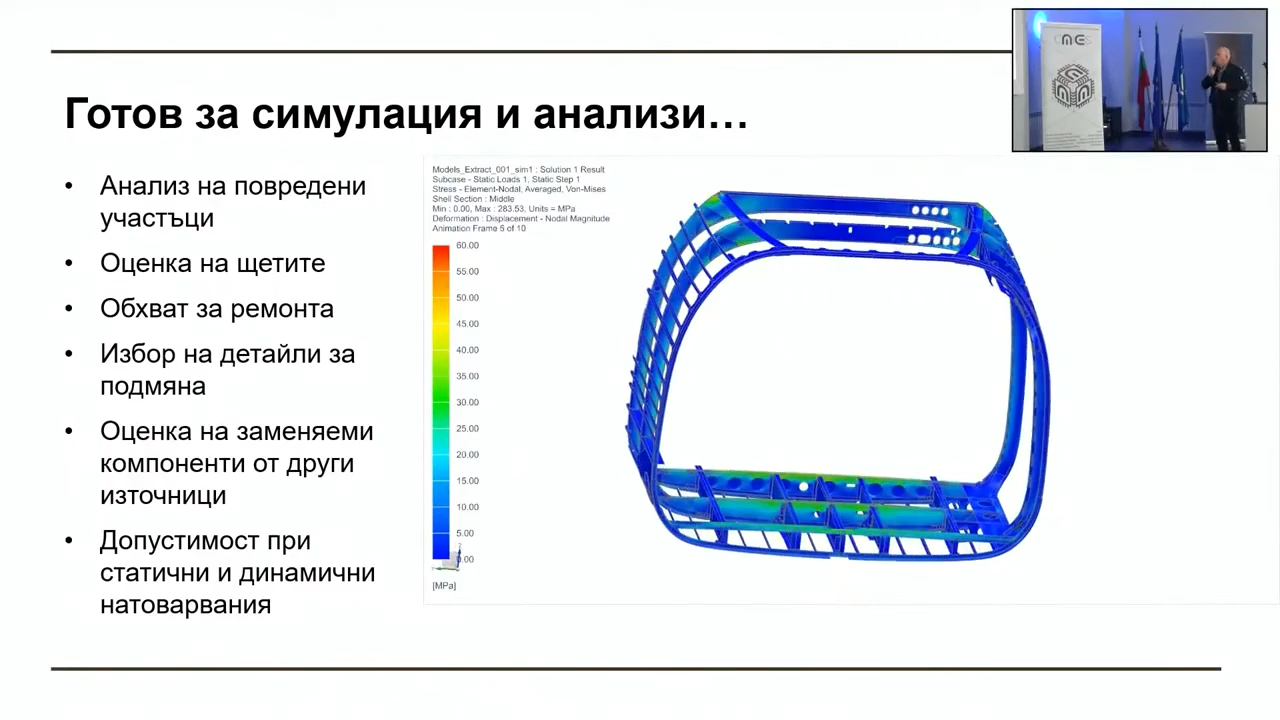 Готов за симулация и анализи…
• Анализ на повредени
участъци
• Оценка на щетите
• Обхват за ремонта
• Избор на детайли за
подмяна
• Оценка на заменяеми
компоненти от други
източници
• Допустимост при
статични и динамични
натоварвания
Models_Extract_001_sim1 : Solution 1 Result
Subcase - Static Loads 1, Static Step 1
Stress - Element-Nodal, Averaged, Von-Mises
Shell Section : Middle
Min : 0.00, Max : 283.53, Units = MPa
Deformation : Displacement - Nodal Magnitude
Animation Frame 5 of 10
60.00
55.00
50.00
45.00
40.00
35.00
30.00
25.00
20.00
15.00
10.00
5.00
0.00
[MPa]